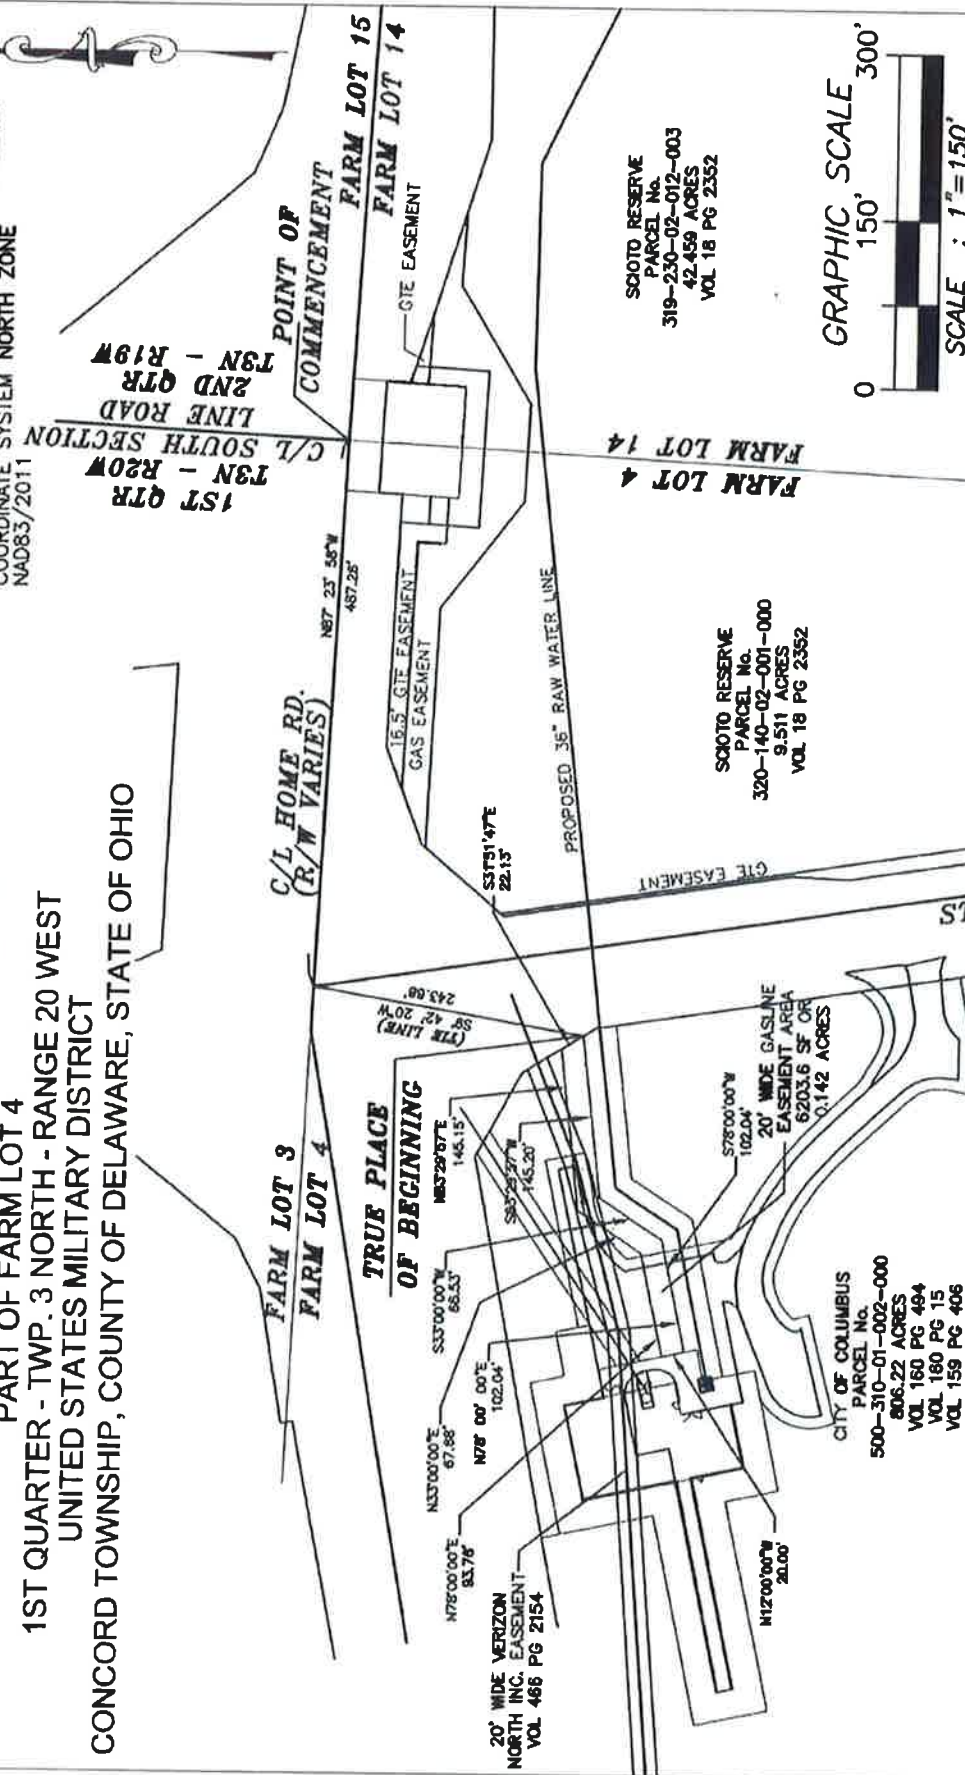 PART OF FARM LOT 4
1ST QUARTER - TWP. 3 NORTH - RANGE 20 WEST
UNITED STATES MILITARY DISTRICT
CONCORD TOWNSHIP, COUNTY OF DELAWARE, STATE OF OHIO
COORDINATE SYSTEM NORTH ZONE
NAD83/2011
1ST QTR
T3N - R20W
C/L SOUTH SECTION
LINE ROAD
2ND QTR
T3N - R19W
POINT OF
COMMENCEMENT
FARM LOT 15
FARM LOT 14
GTE EASEMENT
N87° 23' 58"W
487.26'
C/L HOME RD.
(R/W VARIES)
16.5' GTE EASEMENT
GAS EASEMENT
FARM LOT 3
FARM LOT 4
TRUE PLACE
OF BEGINNING
(TIE LINE)
S9° 42' 20"W
243.68'
S31°51'47"E
22.13'
PROPOSED 36" RAW WATER LINE
FARM LOT 4
FARM LOT 14
SCIOTO RESERVE
PARCEL No.
319-230-02-012-003
42.459 ACRES
VOL 18 PG 2352
SCIOTO RESERVE
PARCEL No.
320-140-02-001-000
9.511 ACRES
VOL 18 PG 2352
GTE EASEMENT
LS
N83°29'57"E
145.15'
S83°29'57"W
145.20'
S33°00'00"W
66.53'
N33°00'00"E
67.88'
N78° 00' 00"E
102.04'
N78°00'00"E
93.76'
S78°00'00"W
102.04'
20' WIDE GASLINE
EASEMENT AREA
6203.6 SF OR
0.142 ACRES
20' WIDE VERIZON
NORTH INC. EASEMENT
VOL 466 PG 2154
N12°00'00"W
20.00'
CITY OF COLUMBUS
PARCEL No.
500-310-01-002-000
806.22 ACRES
VOL 160 PG 494
VOL 160 PG 15
VOL 159 PG 406
GRAPHIC SCALE
0 150' 300'
SCALE : 1"=150'